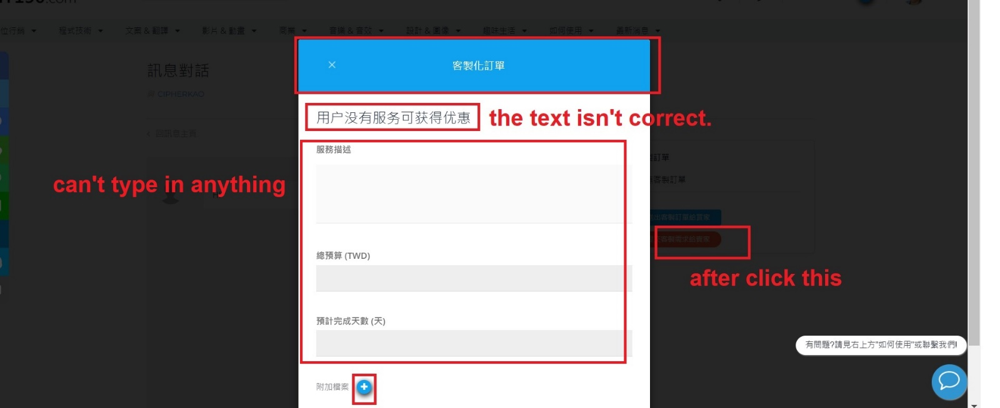 位行銷 程式技術 文案 & 翻譯 影片 & 動畫 商業 音樂 & 音效 設計 & 圖像 趣味生活 如何使用 最新消息
訊息對話
與 CIPHERKAO
回訊息主頁
客製化訂單
用户没有服务可获得优惠
the text isn't correct.
服務描述
can't type in anything
總預算 (TWD)
預計完成天數 (天)
附加檔案
訂單
客製訂單
出客製訂單給買家
客製需求給賣家
after click this
有問題?請見右上方"如何使用"或聯繫我們!